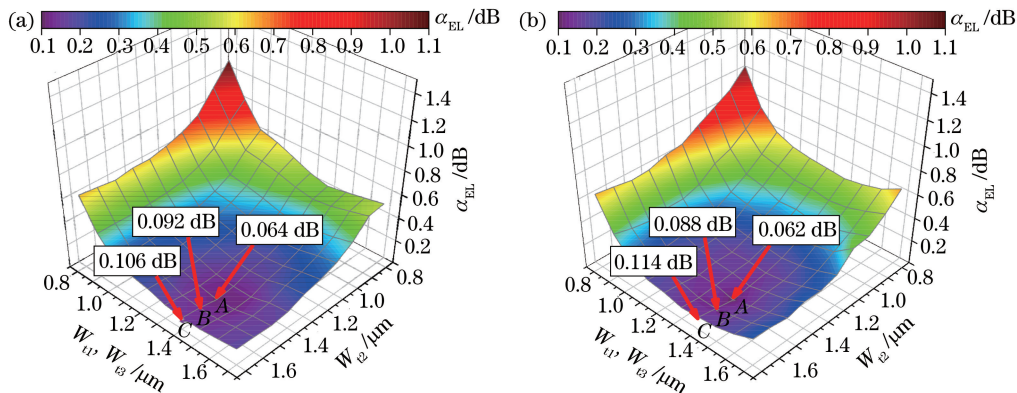 (a)
α_EL /dB
0.1 0.2 0.3 0.4 0.5 0.6 0.7 0.8 0.9 1.0 1.1
1.4
1.2
1.0
0.8
0.6
0.4
0.2
α_EL /dB
0.092 dB
0.064 dB
0.106 dB
A
B
C
0.8
1.0
1.2
1.4
1.6
W_t1, W_t3 /μm
0.8
1.0
1.2
1.4
1.6
W_t2 /μm
(b)
α_EL /dB
0.1 0.2 0.3 0.4 0.5 0.6 0.7 0.8 0.9 1.0 1.1
1.4
1.2
1.0
0.8
0.6
0.4
0.2
α_EL /dB
0.088 dB
0.062 dB
0.114 dB
A
B
C
0.8
1.0
1.2
1.4
1.6
W_t1, W_t3 /μm
0.8
1.0
1.2
1.4
1.6
W_t2 /μm